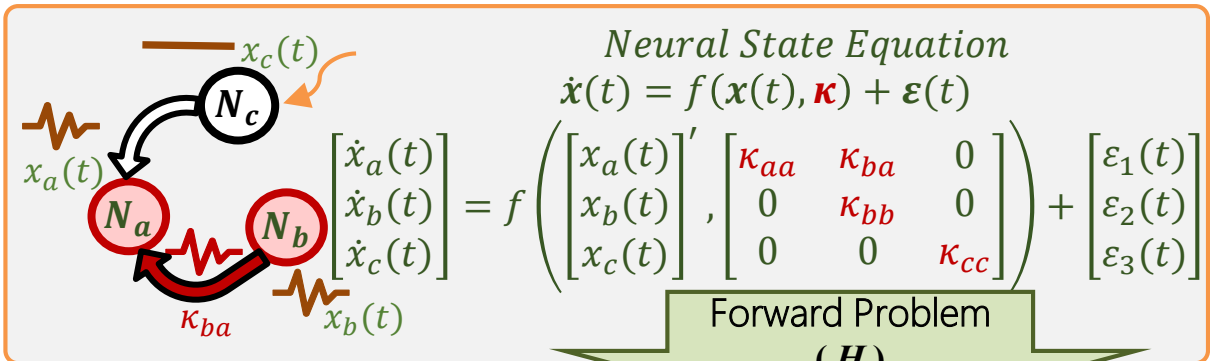 x_c(t)
N_c
x_a(t)
N_a
N_b
κ_ba
x_b(t)
Neural State Equation
ẋ(t) = f(x(t), κ) + ε(t)
[ẋ_a(t)] = f([x_a(t)]′, [κ_aa κ_ba 0]) + [ε_1(t)]
[ẋ_b(t)] [x_b(t)] [0 κ_bb 0] [ε_2(t)]
[ẋ_c(t)] [x_c(t)] [0 0 κ_cc] [ε_3(t)]
Forward Problem
(H)